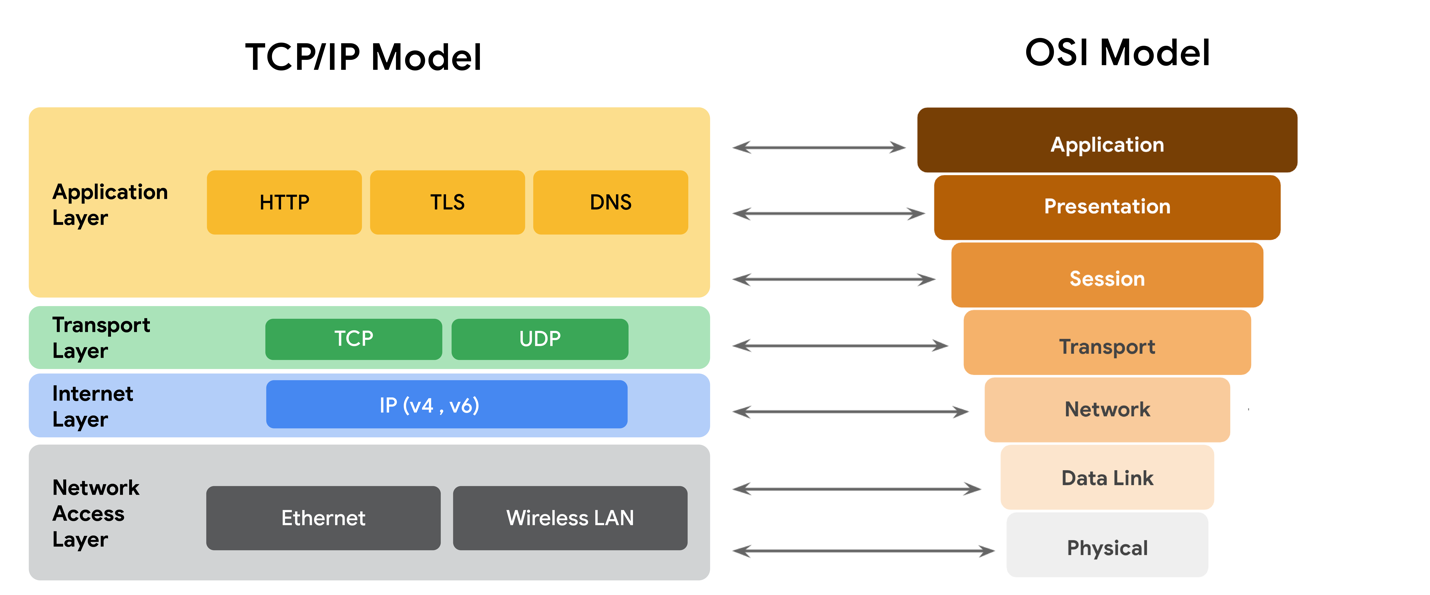 TCP/IP Model
Application
Layer
HTTP
TLS
DNS
Transport
Layer
TCP
UDP
Internet
Layer
IP (v4 , v6)
Network
Access
Layer
Ethernet
Wireless LAN
OSI Model
Application
Presentation
Session
Transport
Network
Data Link
Physical